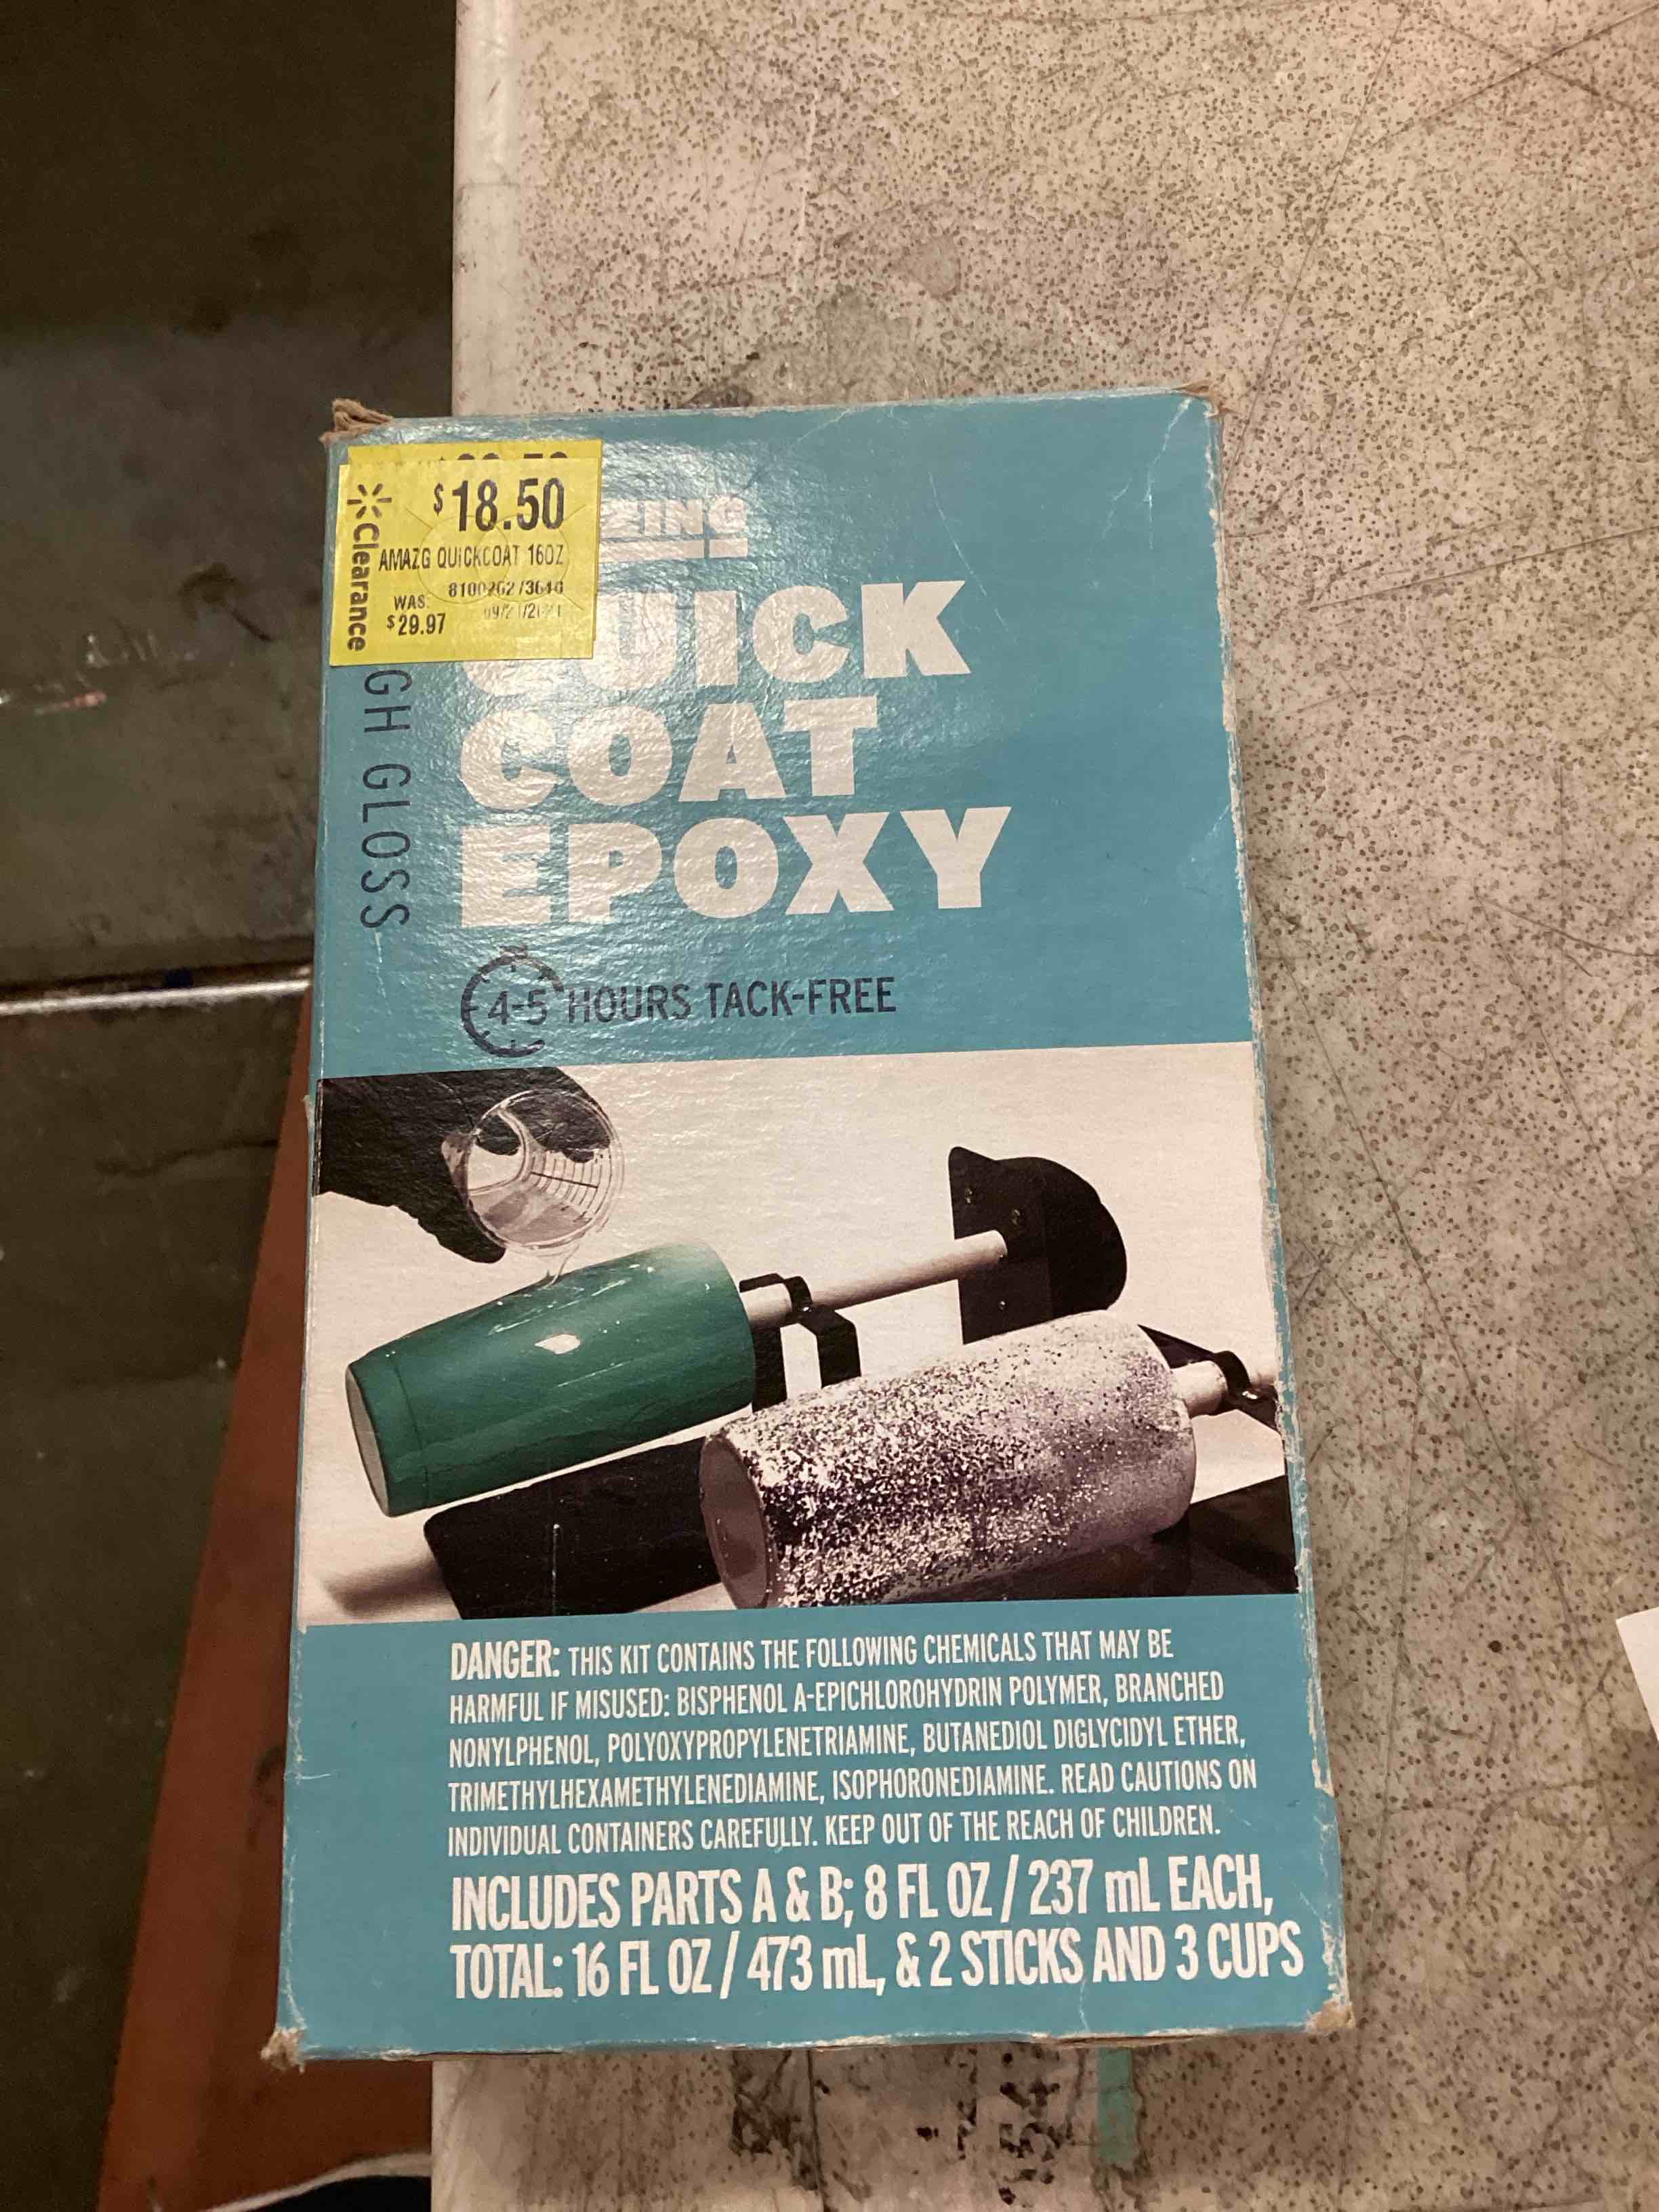 $18.50
Clearance
AMAZG QUICKCOAT 16OZ
WAS:
$29.97
ZING
QUICK
COAT
EPOXY
GH GLOSS
4-5 HOURS TACK-FREE
DANGER: THIS KIT CONTAINS THE FOLLOWING CHEMICALS THAT MAY BE
HARMFUL IF MISUSED: BISPHENOL A-EPICHLOROHYDRIN POLYMER, BRANCHED
NONYLPHENOL, POLYOXYPROPYLENETRIAMINE, BUTANEDIOL DIGLYCIDYL ETHER,
TRIMETHYLHEXAMETHYLENEDIAMINE, ISOPHORONEDIAMINE. READ CAUTIONS ON
INDIVIDUAL CONTAINERS CAREFULLY. KEEP OUT OF THE REACH OF CHILDREN.
INCLUDES PARTS A & B; 8 FL OZ / 237 mL EACH,
TOTAL: 16 FL OZ / 473 mL, & 2 STICKS AND 3 CUPS